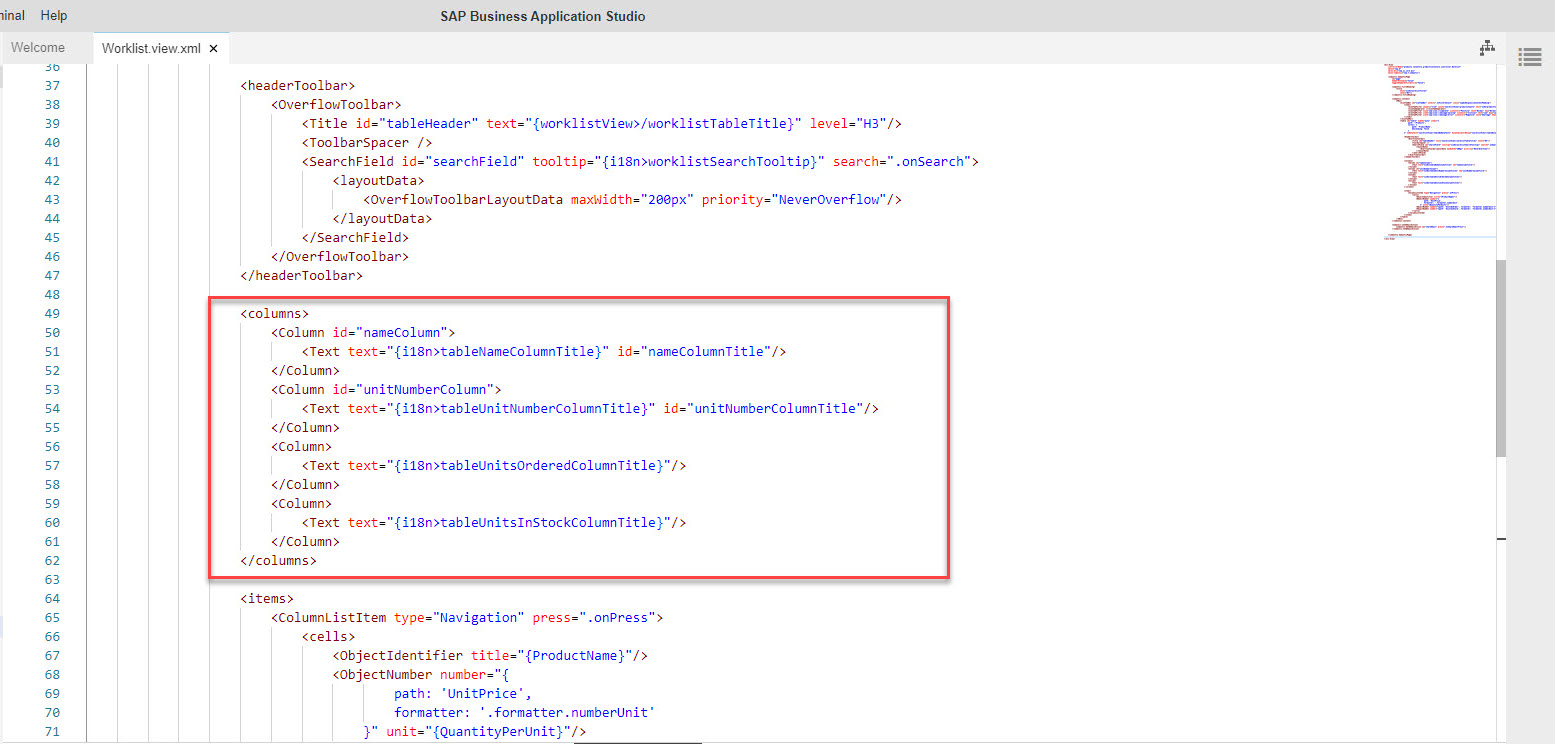 minal Help SAP Business Application Studio
Welcome Worklist.view.xml ×
36
37 <headerToolbar>
38 <OverflowToolbar>
39 <Title id="tableHeader" text="{worklistView>/worklistTableTitle}" level="H3"/>
40 <ToolbarSpacer />
41 <SearchField id="searchField" tooltip="{i18n>worklistSearchTooltip}" search=".onSearch">
42 <layoutData>
43 <OverflowToolbarLayoutData maxWidth="200px" priority="NeverOverflow"/>
44 </layoutData>
45 </SearchField>
46 </OverflowToolbar>
47 </headerToolbar>
48
49 <columns>
50 <Column id="nameColumn">
51 <Text text="{i18n>tableNameColumnTitle}" id="nameColumnTitle"/>
52 </Column>
53 <Column id="unitNumberColumn">
54 <Text text="{i18n>tableUnitNumberColumnTitle}" id="unitNumberColumnTitle"/>
55 </Column>
56 <Column>
57 <Text text="{i18n>tableUnitsOrderedColumnTitle}"/>
58 </Column>
59 <Column>
60 <Text text="{i18n>tableUnitsInStockColumnTitle}"/>
61 </Column>
62 </columns>
63
64 <items>
65 <ColumnListItem type="Navigation" press=".onPress">
66 <cells>
67 <ObjectIdentifier title="{ProductName}"/>
68 <ObjectNumber number="{
69 path: 'UnitPrice',
70 formatter: '.formatter.numberUnit'
71 }" unit="{QuantityPerUnit}"/>